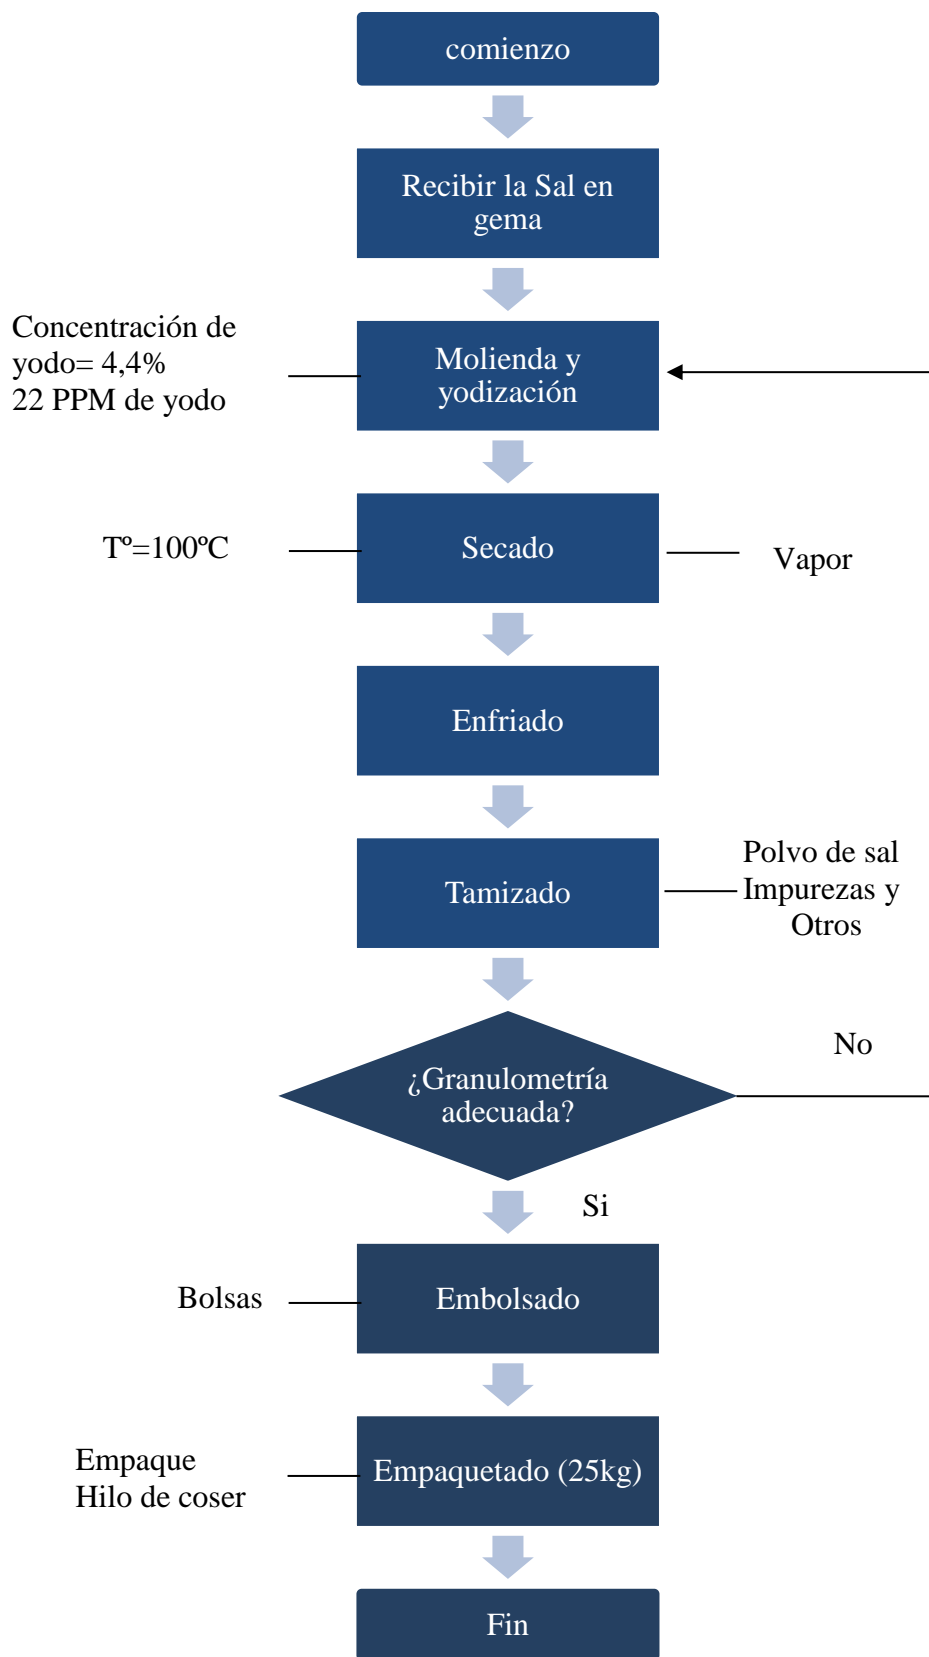 comienzo
Recibir la Sal en
gema
Concentración de
yodo= 4,4%
22 PPM de yodo
Molienda y
yodización
Tº=100ºC
Secado
Vapor
Enfriado
Tamizado
Polvo de sal
Impurezas y
Otros
¿Granulometría
adecuada?
No
Si
Bolsas
Embolsado
Empaque
Hilo de coser
Empaquetado (25kg)
Fin